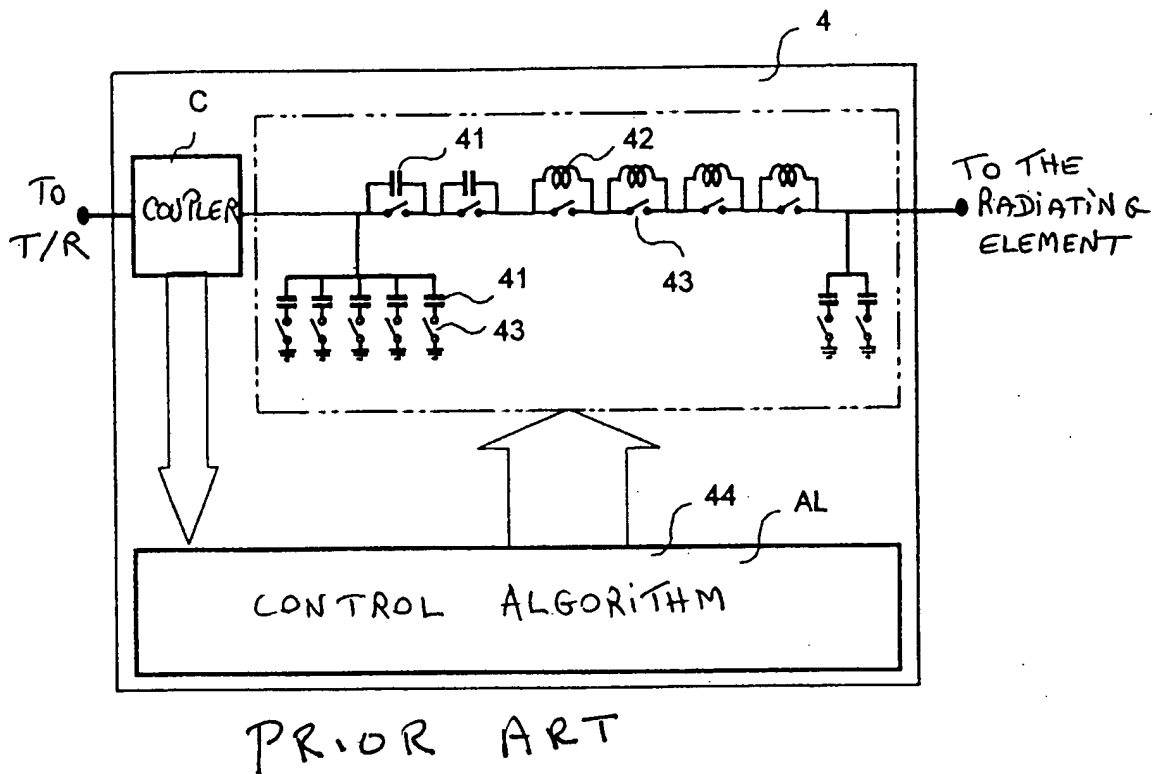 4
C
41
42
TO
T/R
COUPLER
TO THE
RADIATING
ELEMENT
43
41
43
44
AL
CONTROL ALGORITHM
PRIOR ART